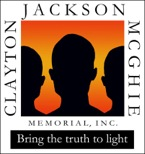 CLAYTON
JACKSON
MCGHIE
MEMORIAL, INC.
Bring the truth to light